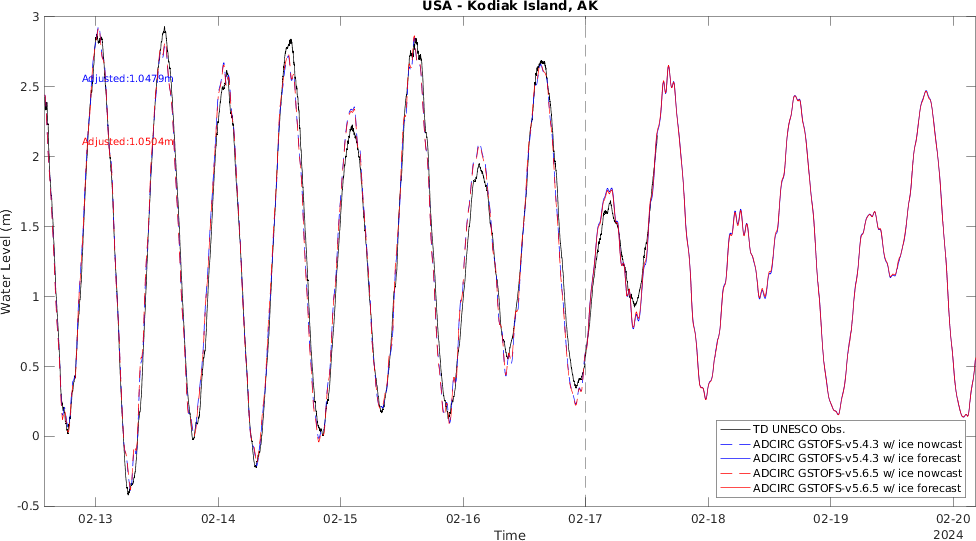 USA - Kodiak Island, AK
3
2.5
2
1.5
1
0.5
0
-0.5
Water Level (m)
Adjusted:1.0479m
Adjusted:1.0504m
TD UNESCO Obs.
ADCIRC GSTOFS-v5.4.3 w/ ice nowcast
ADCIRC GSTOFS-v5.4.3 w/ ice forecast
ADCIRC GSTOFS-v5.6.5 w/ ice nowcast
ADCIRC GSTOFS-v5.6.5 w/ ice forecast
02-13 02-14 02-15 02-16 02-17 02-18 02-19 02-20
2024
Time